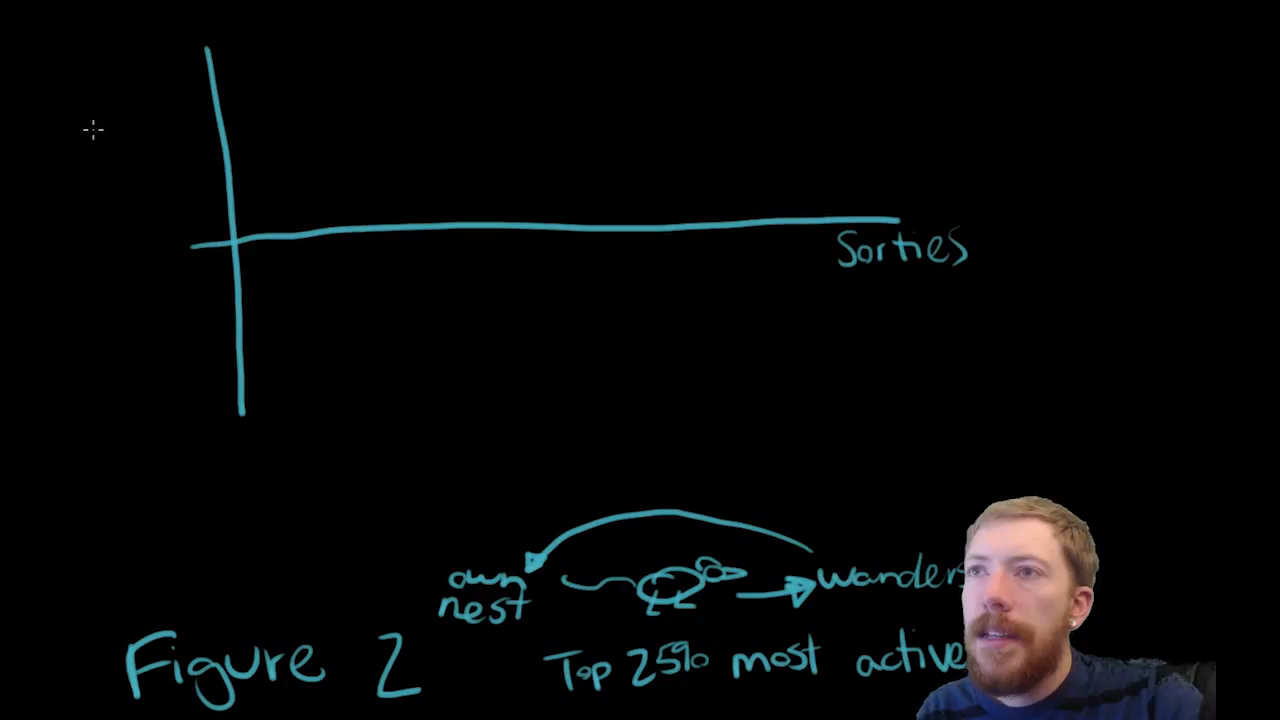 Sorties
own
nest
wanders
Top 25% most active
Figure 2